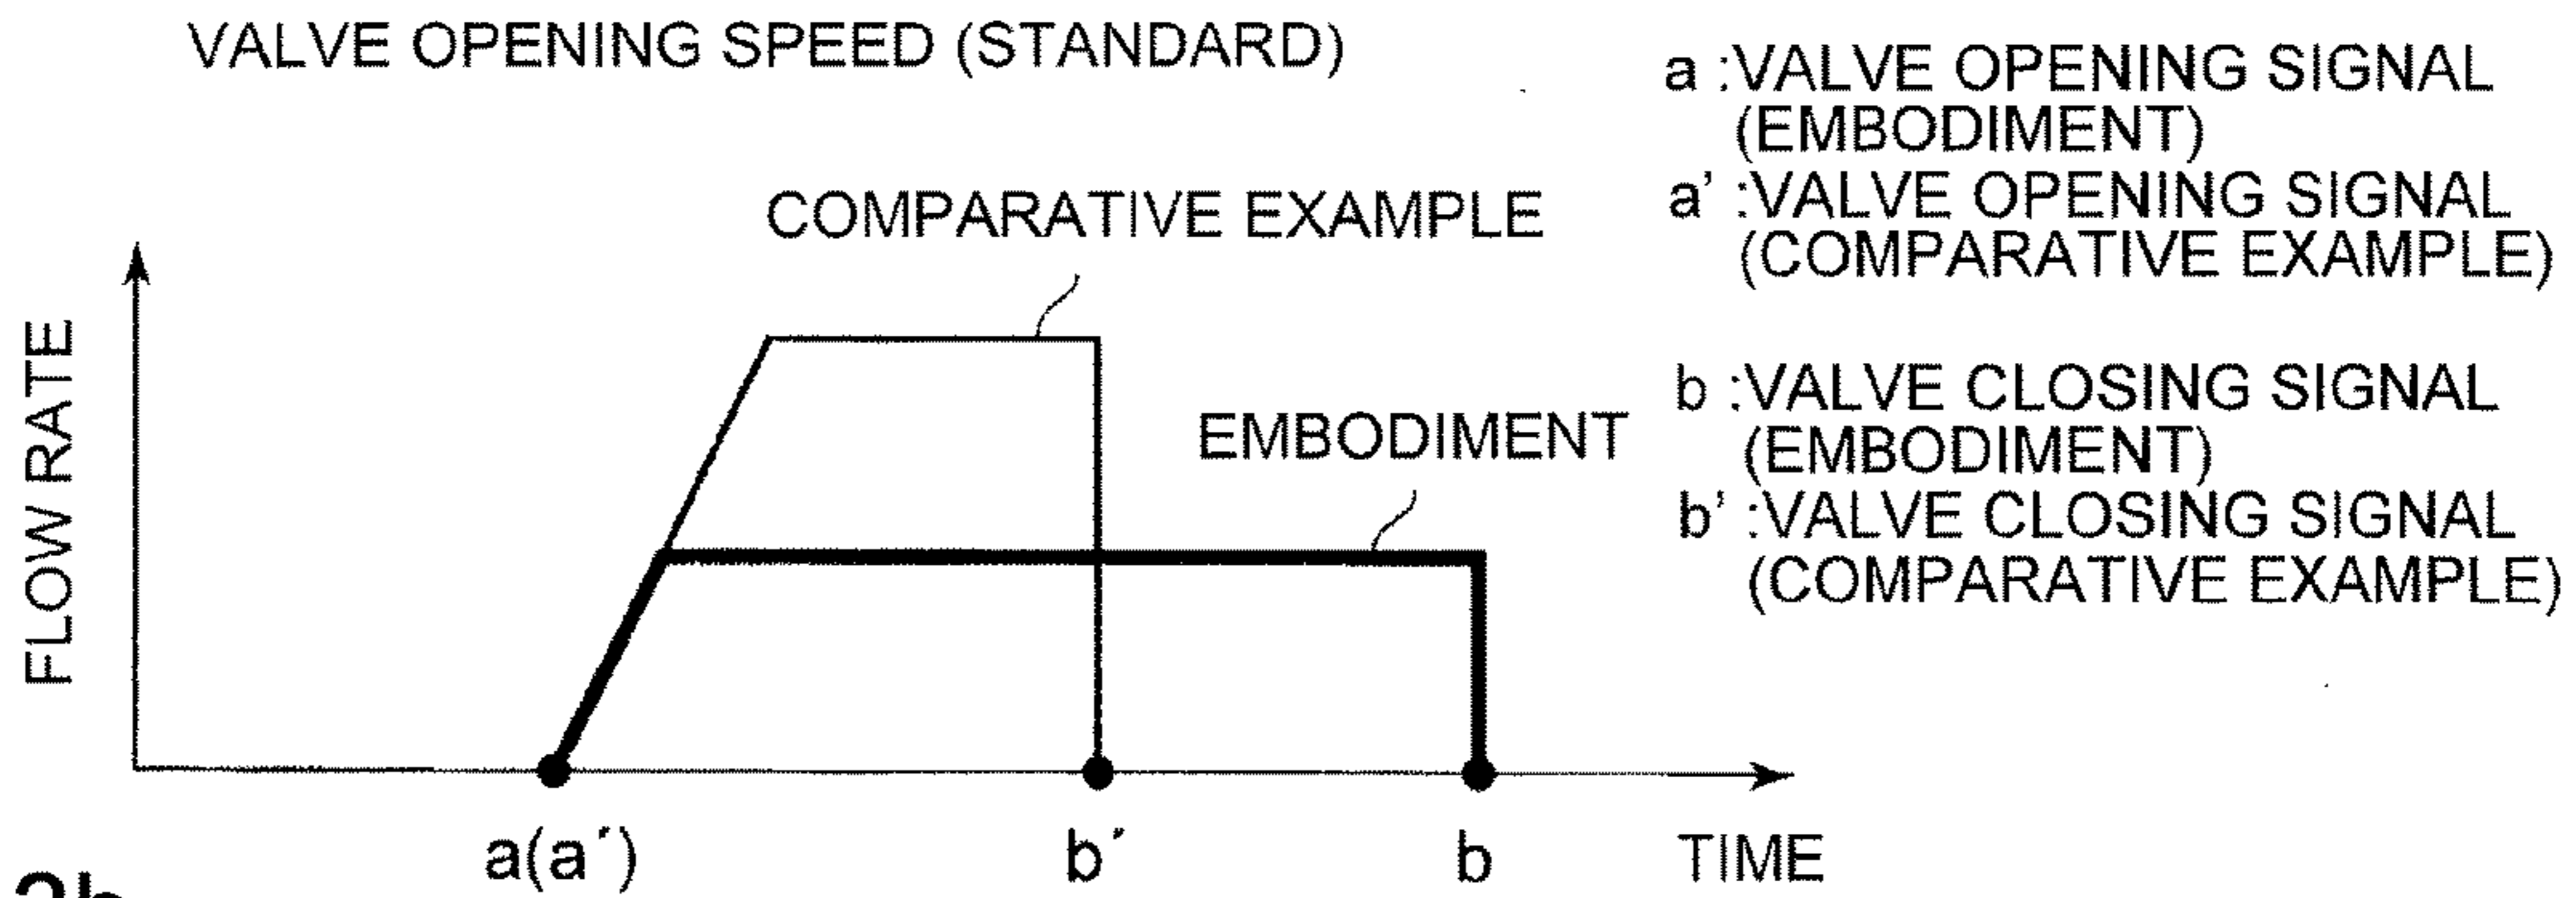 VALVE OPENING SPEED (STANDARD)
a :VALVE OPENING SIGNAL
(EMBODIMENT)
a' :VALVE OPENING SIGNAL
(COMPARATIVE EXAMPLE)
b :VALVE CLOSING SIGNAL
(EMBODIMENT)
b' :VALVE CLOSING SIGNAL
(COMPARATIVE EXAMPLE)
COMPARATIVE EXAMPLE
EMBODIMENT
FLOW RATE
a(a´)
b´
b
TIME